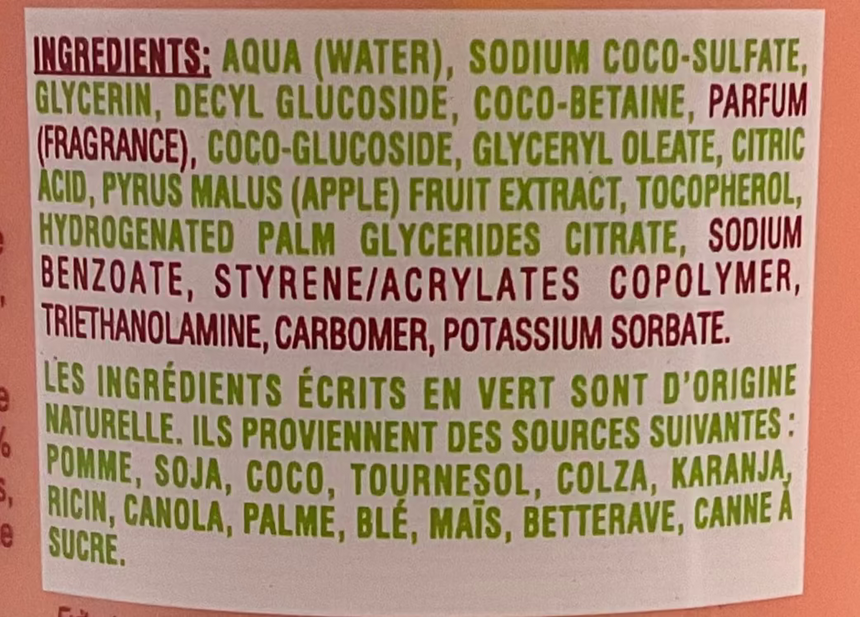 INGREDIENTS: AQUA (WATER), SODIUM COCO-SULFATE,
GLYCERIN, DECYL GLUCOSIDE, COCO-BETAINE, PARFUM
(FRAGRANCE), COCO-GLUCOSIDE, GLYCERYL OLEATE, CITRIC
ACID, PYRUS MALUS (APPLE) FRUIT EXTRACT, TOCOPHEROL,
HYDROGENATED PALM GLYCERIDES CITRATE, SODIUM
BENZOATE, STYRENE/ACRYLATES COPOLYMER,
TRIETHANOLAMINE, CARBOMER, POTASSIUM SORBATE.
LES INGRÉDIENTS ÉCRITS EN VERT SONT D'ORIGINE
NATURELLE. ILS PROVIENNENT DES SOURCES SUIVANTES :
POMME, SOJA, COCO, TOURNESOL, COLZA, KARANJA,
RICIN, CANOLA, PALME, BLÉ, MAÏS, BETTERAVE, CANNE À
SUCRE.